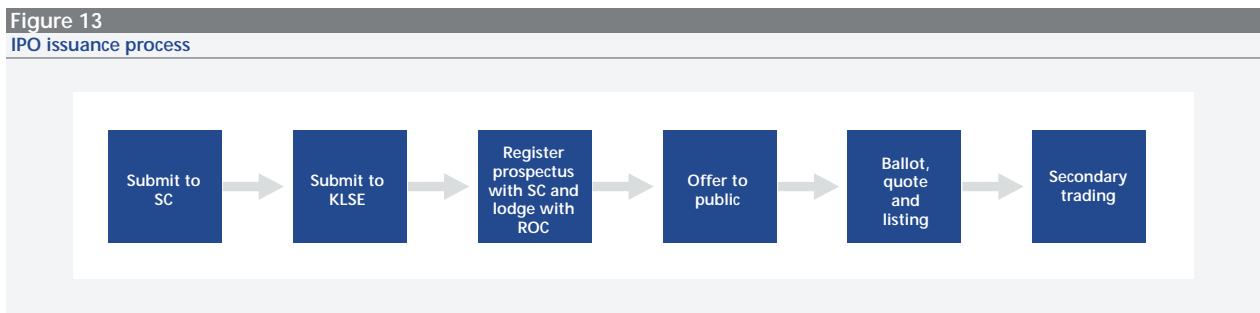 Figure 13
IPO issuance process
Submit to
SC
Submit to
KLSE
Register
prospectus
with SC and
lodge with
ROC
Offer to
public
Ballot,
quote
and
listing
Secondary
trading